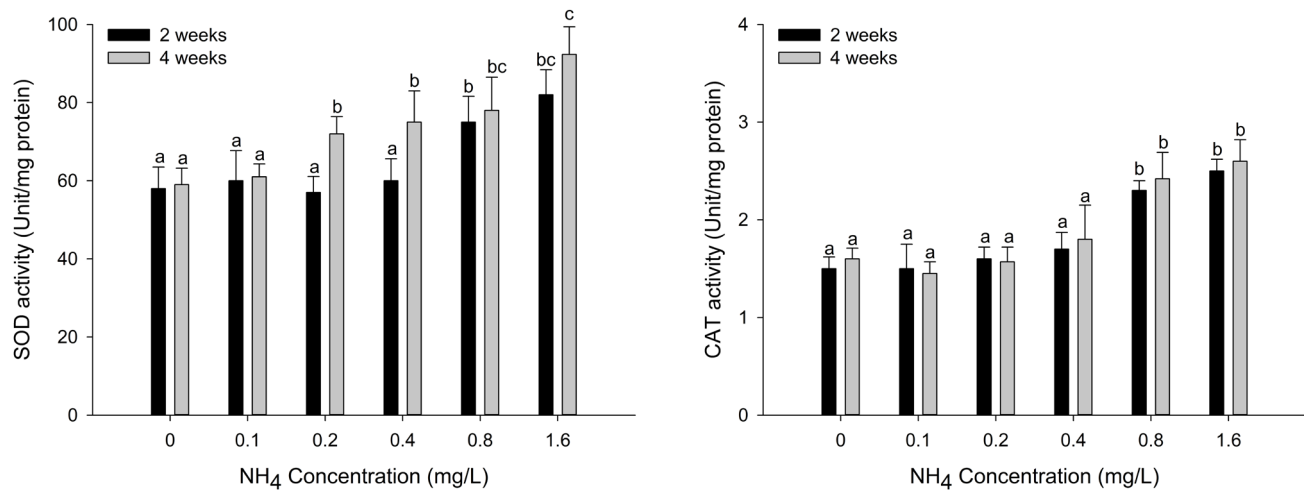 SOD activity (Unit/mg protein)
100
80
60
40
20
0
2 weeks
4 weeks
a a
a a
a b
a b
b bc
bc c
0 0.1 0.2 0.4 0.8 1.6
NH4 Concentration (mg/L)
CAT activity (Unit/mg protein)
4
3
2
1
0
2 weeks
4 weeks
a a
a a
a a
a a
b b
b b
0 0.1 0.2 0.4 0.8 1.6
NH4 Concentration (mg/L)